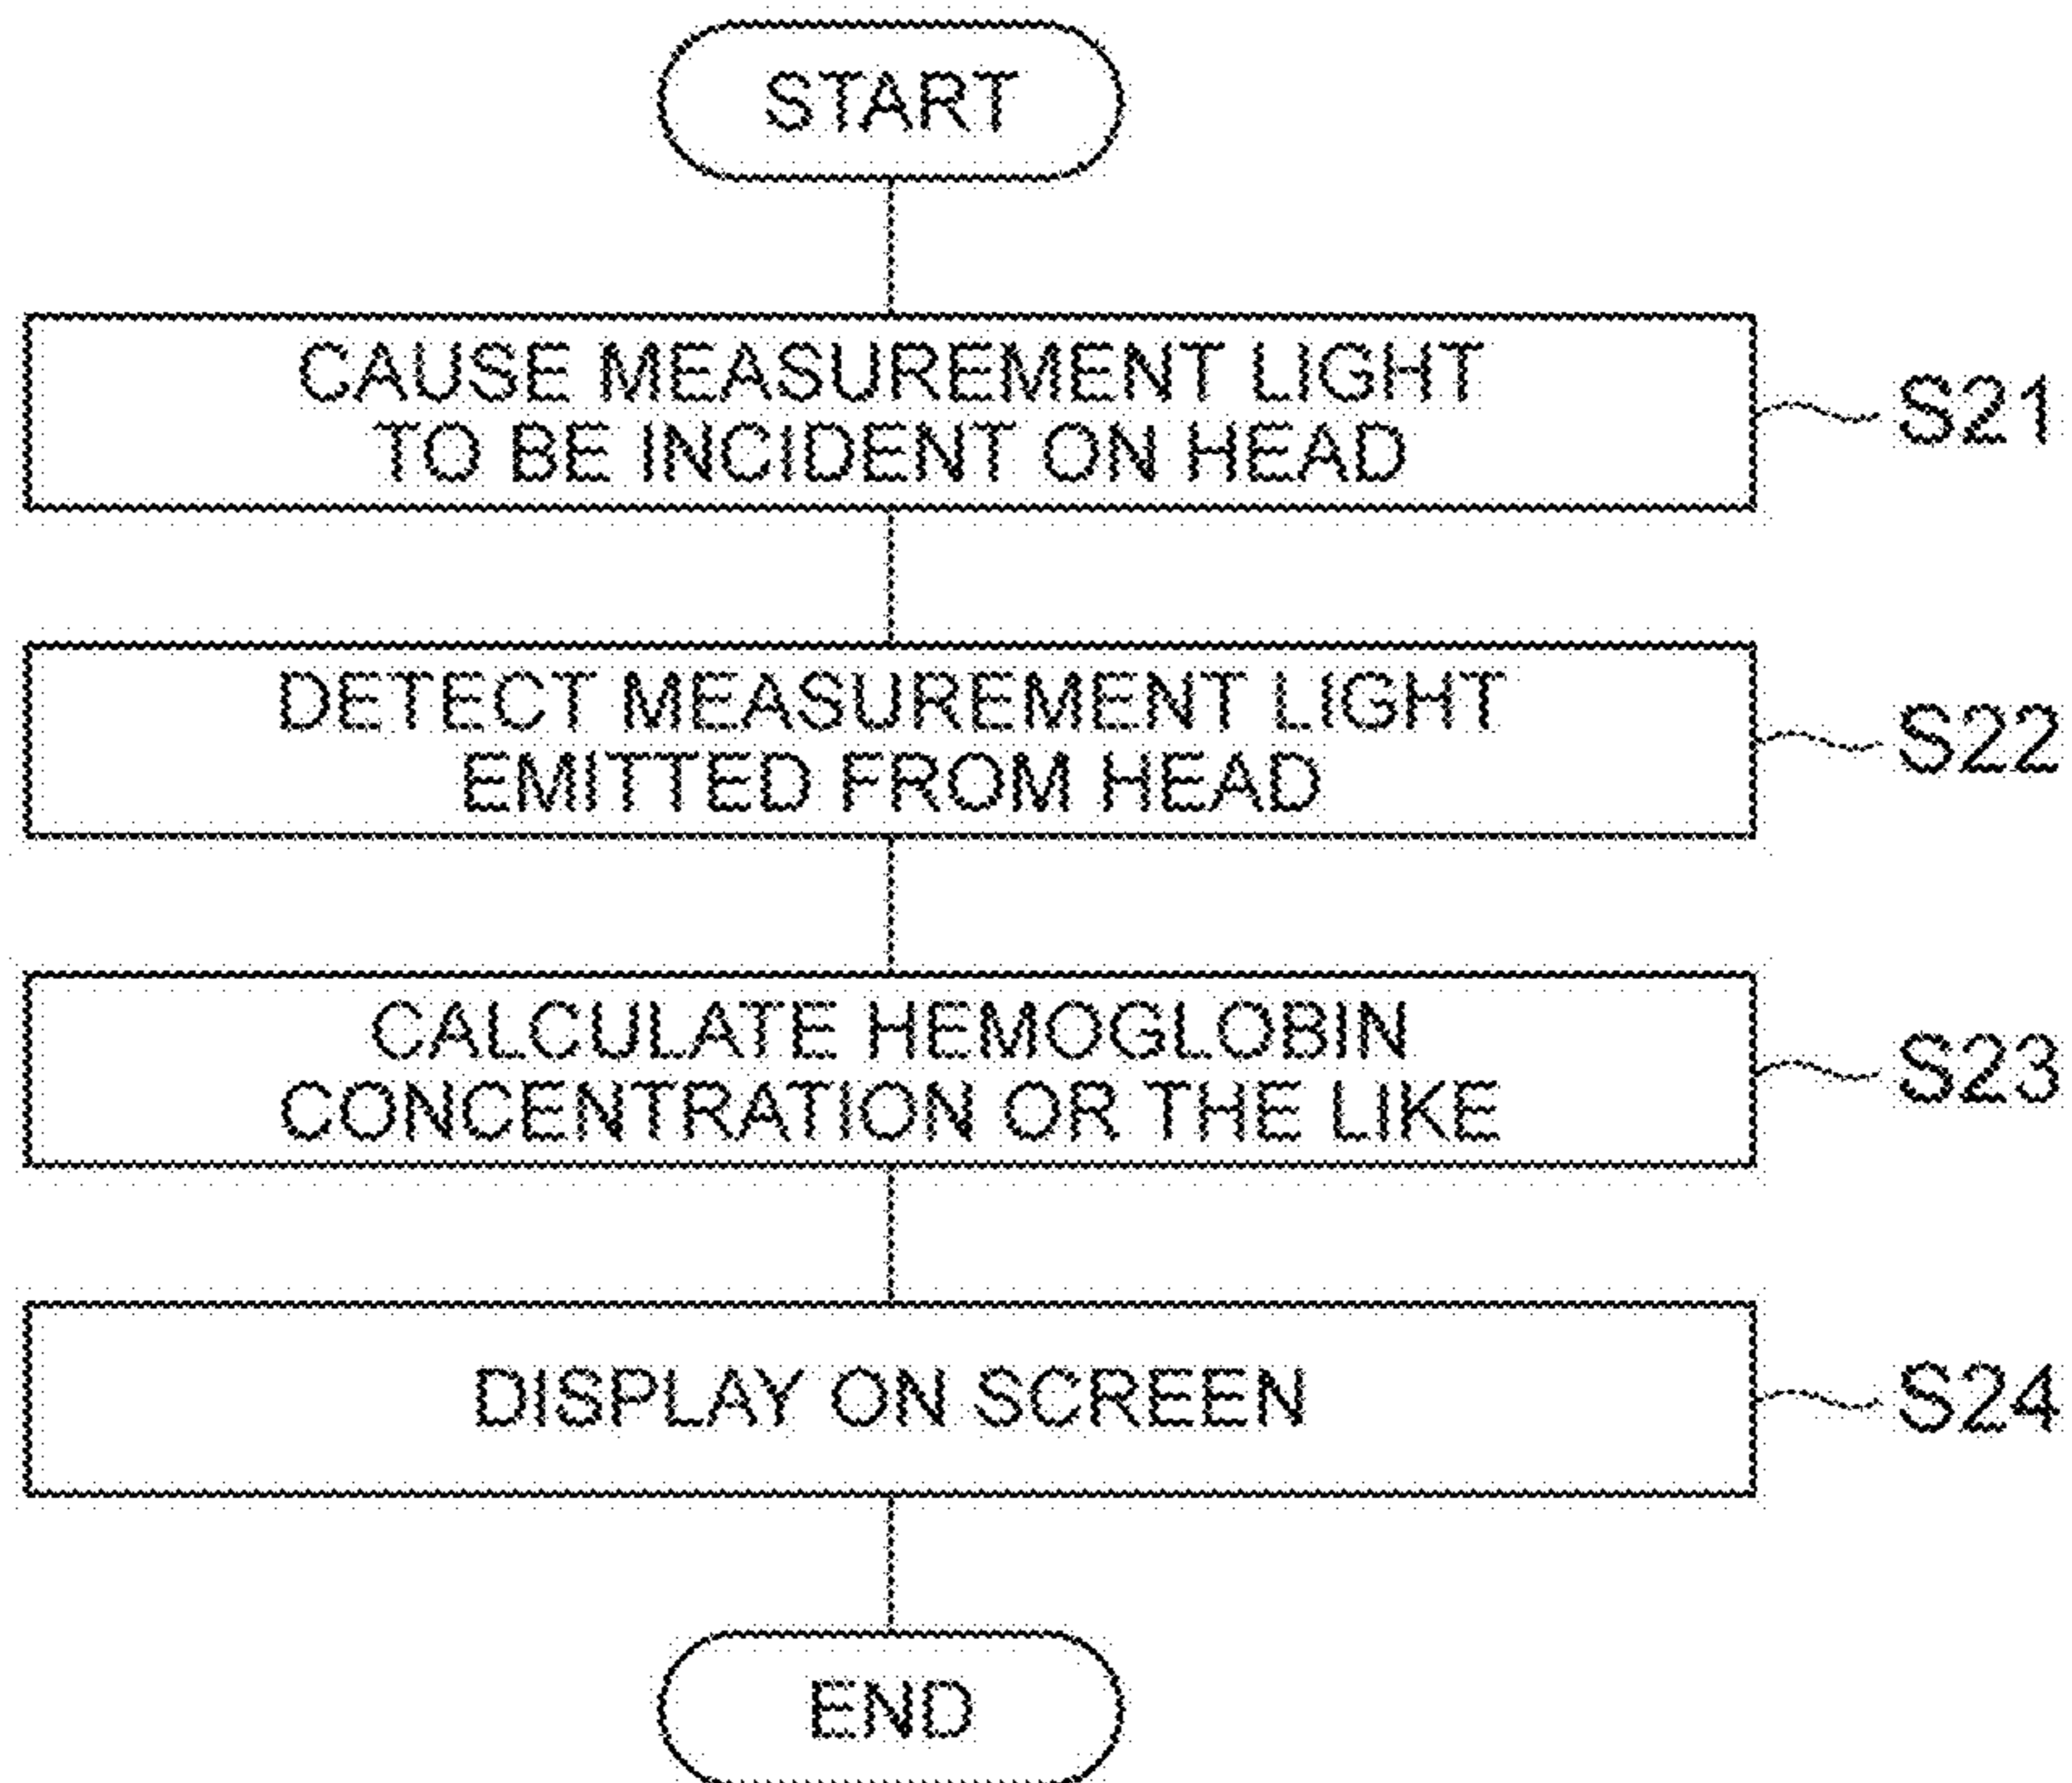 START
CAUSE MEASUREMENT LIGHT
TO BE INCIDENT ON HEAD
S21
DETECT MEASUREMENT LIGHT
EMITTED FROM HEAD
S22
CALCULATE HEMOGLOBIN
CONCENTRATION OR THE LIKE
S23
DISPLAY ON SCREEN
S24
END